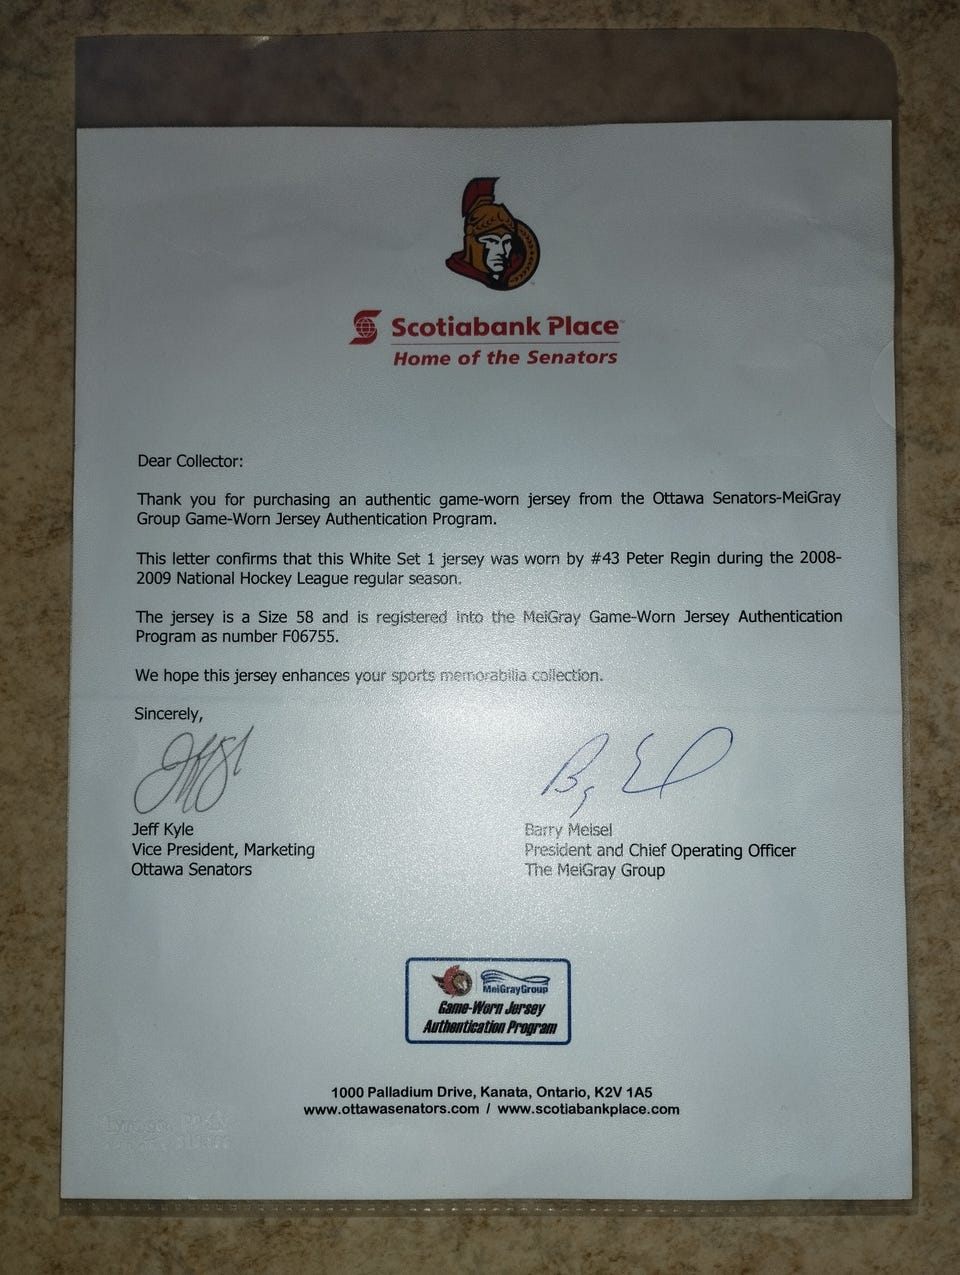 Scotiabank Place™
Home of the Senators
Dear Collector:
Thank you for purchasing an authentic game-worn jersey from the Ottawa Senators-MeiGray
Group Game-Worn Jersey Authentication Program.
This letter confirms that this White Set 1 jersey was worn by #43 Peter Regin during the 2008-
2009 National Hockey League regular season.
The jersey is a Size 58 and is registered into the MeiGray Game-Worn Jersey Authentication
Program as number F06755.
We hope this jersey enhances your sports memorabilia collection.
Sincerely,
Jeff Kyle
Vice President, Marketing
Ottawa Senators
Barry Meisel
President and Chief Operating Officer
The MeiGray Group
MeiGrayGroup
Game-Worn Jersey
Authentication Program
1000 Palladium Drive, Kanata, Ontario, K2V 1A5
www.ottawasenators.com / www.scotiabankplace.com